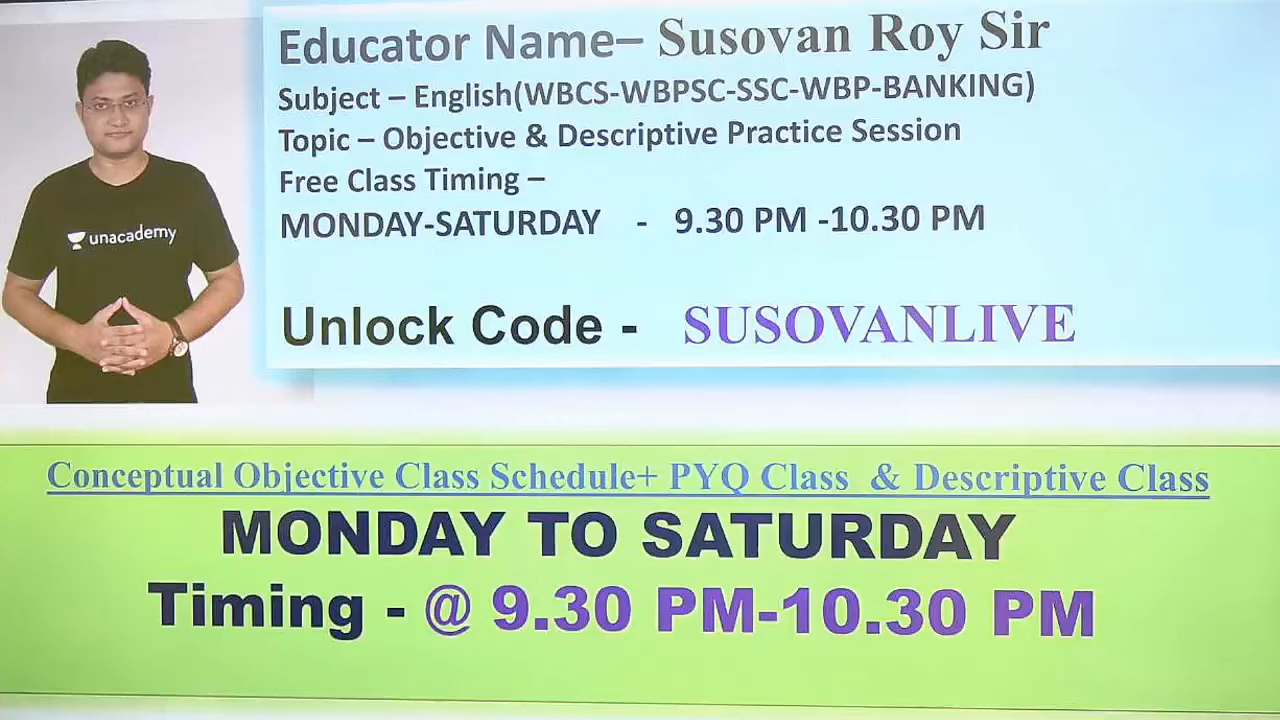 Educator Name– Susovan Roy Sir
Subject – English(WBCS-WBPSC-SSC-WBP-BANKING)
Topic – Objective & Descriptive Practice Session
Free Class Timing –
MONDAY-SATURDAY - 9.30 PM -10.30 PM
unacademy
Unlock Code - SUSOVANLIVE
Conceptual Objective Class Schedule+ PYQ Class & Descriptive Class
MONDAY TO SATURDAY
Timing - @ 9.30 PM-10.30 PM